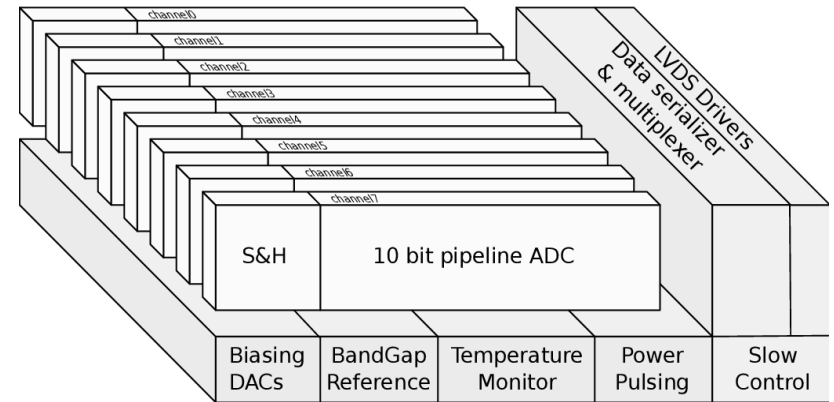 channel0
channel1
channel2
channel3
channel4
channel5
channel6
channel7
LVDS Drivers
Data serializer
& multiplexer
S&H
10 bit pipeline ADC
Biasing
DACs
BandGap
Reference
Temperature
Monitor
Power
Pulsing
Slow
Control